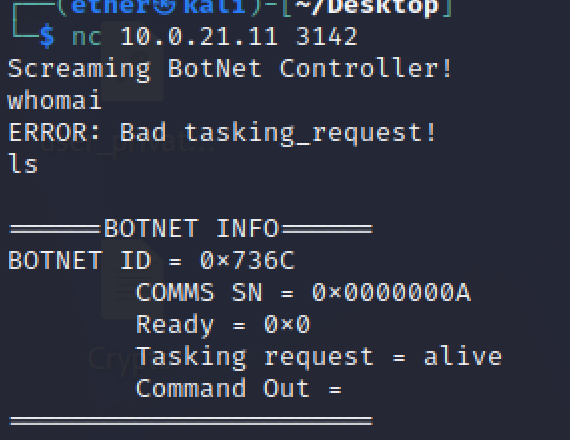 (ether㉿kali)-[~/Desktop]
$ nc 10.0.21.11 3142
Screaming BotNet Controller!
whomai
ERROR: Bad tasking_request!
ls
======BOTNET INFO======
BOTNET ID = 0×736C
COMMS SN = 0×0000000A
Ready = 0×0
Tasking request = alive
Command Out =
=======================